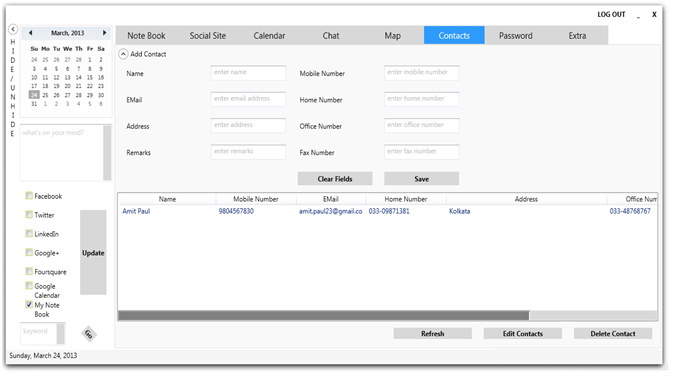 LOG OUT _ X
HIDE/UNHIDE
March, 2013
Su Mo Tu We Th Fr Sa
24 25 26 27 28 1 2
3 4 5 6 7 8 9
10 11 12 13 14 15 16
17 18 19 20 21 22 23
24 25 26 27 28 29 30
31 1 2 3 4 5 6
what's on your mind?
Facebook
Twitter
LinkedIn
Google+
Foursquare
Google
Calendar
My Note
Book
Update
keyword
Go
Note Book Social Site Calendar Chat Map Contacts Password Extra
Add Contact
Name enter name Mobile Number enter mobile number
EMail enter email address Home Number enter home number
Address enter address Office Number enter office number
Remarks enter remarks Fax Number enter fax number
Clear Fields Save
Name Mobile Number EMail Home Number Address Office Num
Amit Paul 9804567830 amit.paul23@gmail.co 033-09871381 Kolkata 033-48768767
Refresh Edit Contacts Delete Contact
Sunday, March 24, 2013